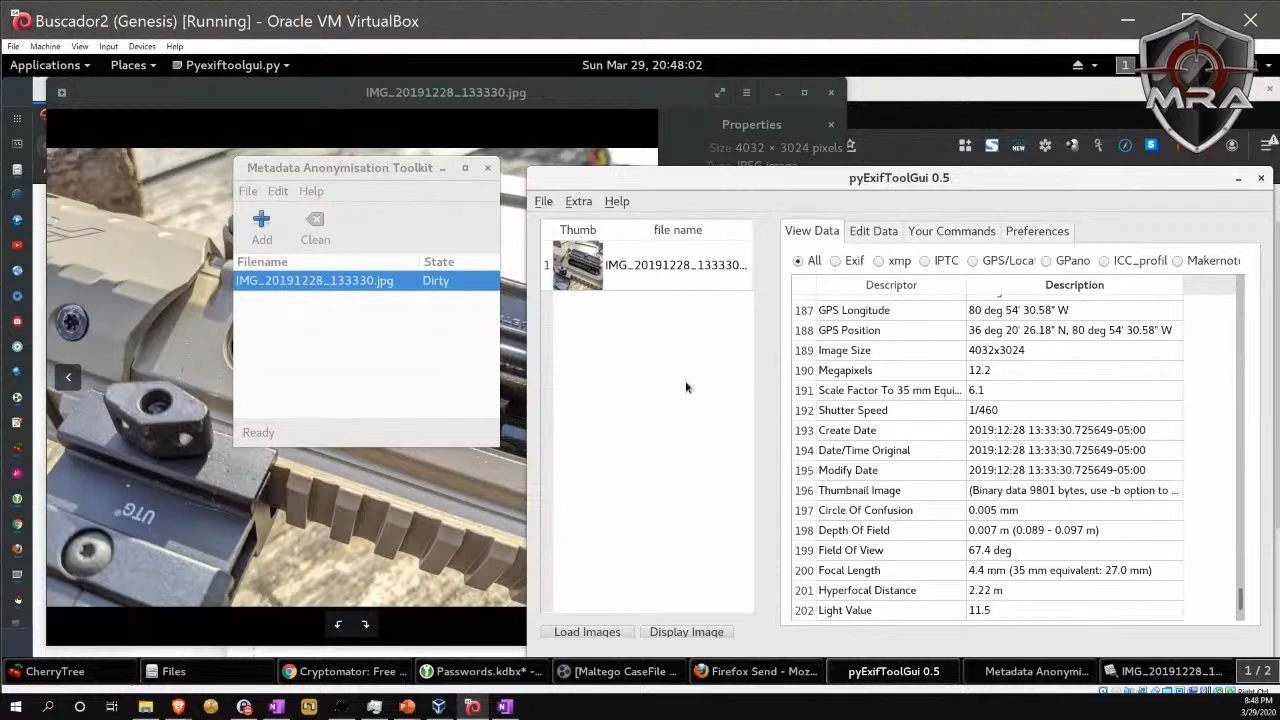 Buscador2 (Genesis) [Running] - Oracle VM VirtualBox
File Machine View Input Devices Help
Applications Places Pyexiftoolgui.py Sun Mar 29, 20:48:02 1
MRA
IMG_20191228_133330.jpg
Properties
Size 4032 × 3024 pixels
Metadata Anonymisation Toolkit
File Edit Help
Add Clean
Filename State
IMG_20191228_133330.jpg Dirty
Ready
UTG®
pyExifToolGui 0.5
File Extra Help
Thumb file name
1 IMG_20191228_133330...
Load Images Display Image
View Data Edit Data Your Commands Preferences
All Exif xmp IPTC GPS/Loca GPano ICC_profil Makernot
Descriptor Description
187 GPS Longitude 80 deg 54' 30.58" W
188 GPS Position 36 deg 20' 26.18" N, 80 deg 54' 30.58" W
189 Image Size 4032x3024
190 Megapixels 12.2
191 Scale Factor To 35 mm Equi... 6.1
192 Shutter Speed 1/460
193 Create Date 2019:12:28 13:33:30.725649-05:00
194 Date/Time Original 2019:12:28 13:33:30.725649-05:00
195 Modify Date 2019:12:28 13:33:30.725649-05:00
196 Thumbnail Image (Binary data 9801 bytes, use -b option to ...
197 Circle Of Confusion 0.005 mm
198 Depth Of Field 0.007 m (0.089 - 0.097 m)
199 Field Of View 67.4 deg
200 Focal Length 4.4 mm (35 mm equivalent: 27.0 mm)
201 Hyperfocal Distance 2.22 m
202 Light Value 11.5
CherryTree Files Cryptomator: Free ... Passwords.kdbx* -... [Maltego CaseFile ... Firefox Send - Moz... pyExifToolGui 0.5 Metadata Anonymi... IMG_20191228_1... 1 / 2
Right Ctrl
8:48 PM
3/29/2020